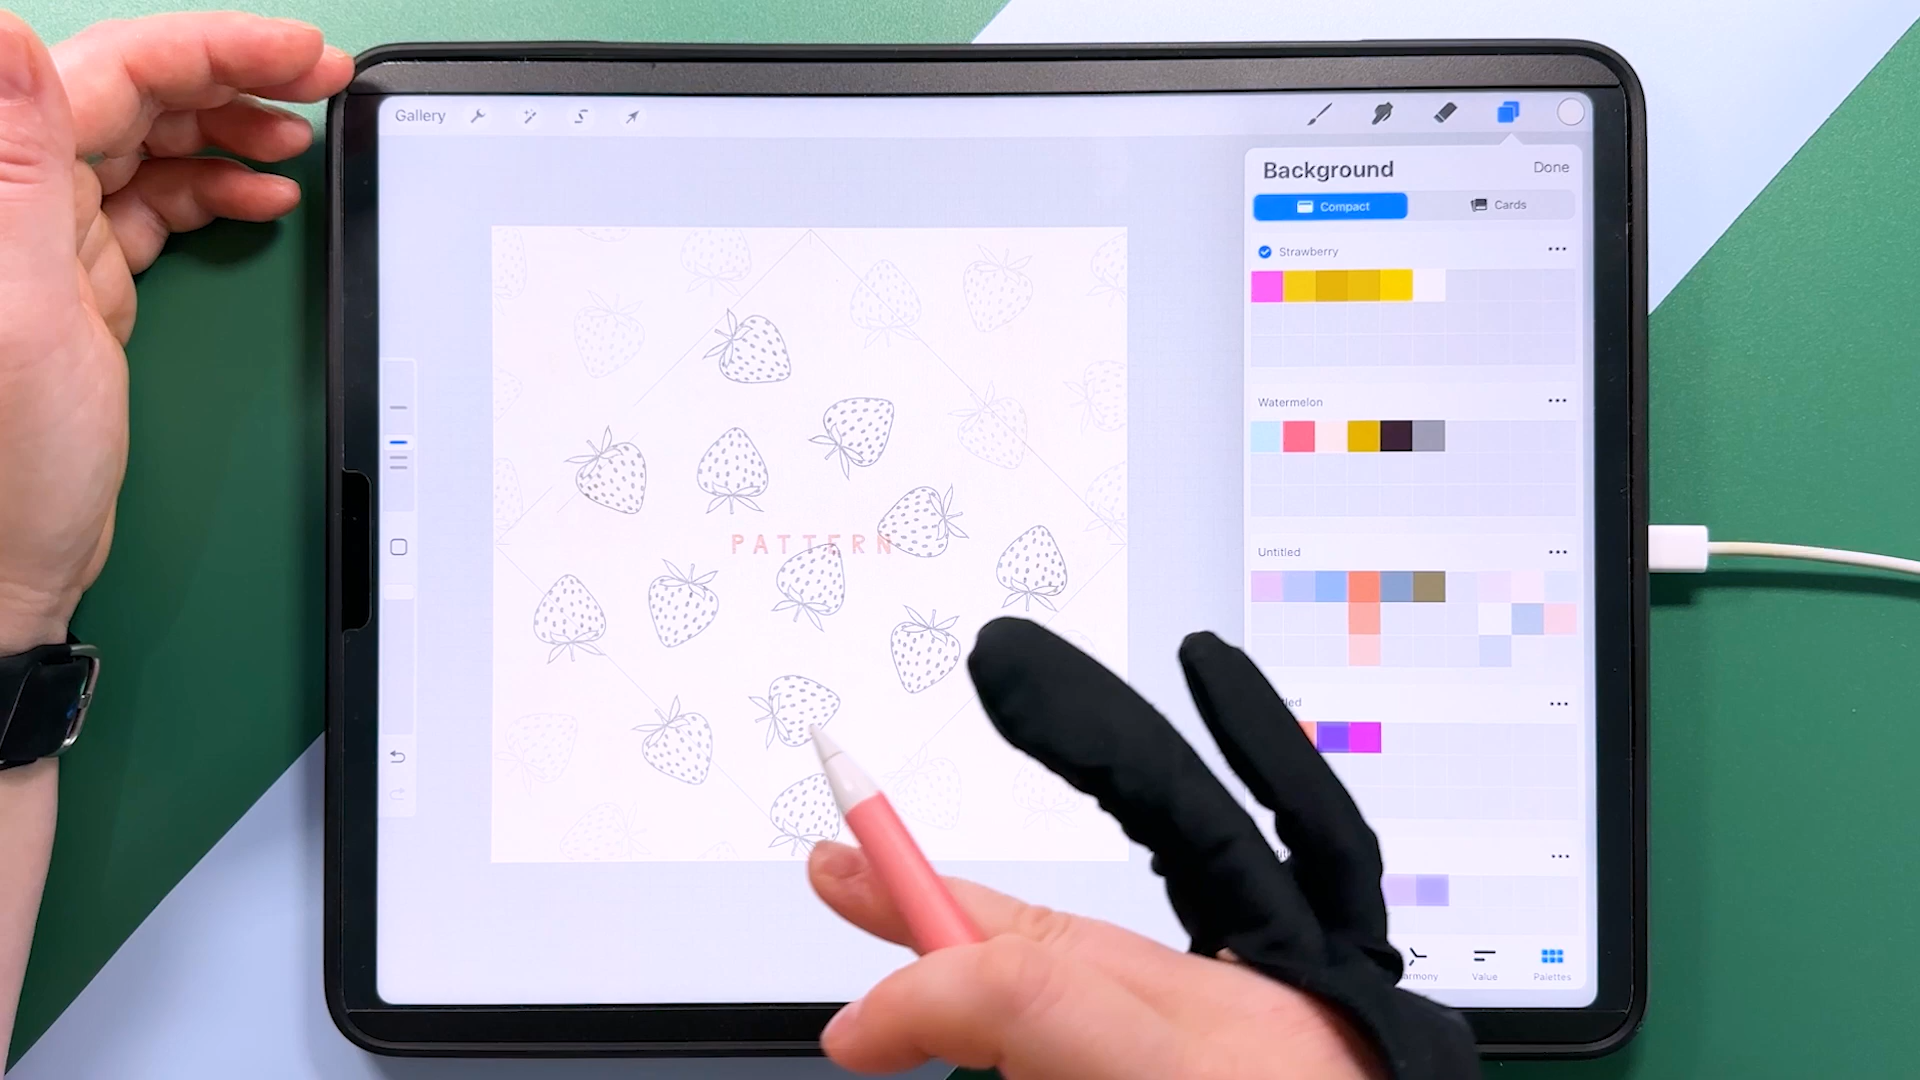 Gallery
Background
Done
Compact
Cards
Strawberry
Watermelon
PATTERN
Untitled
Value
Palettes